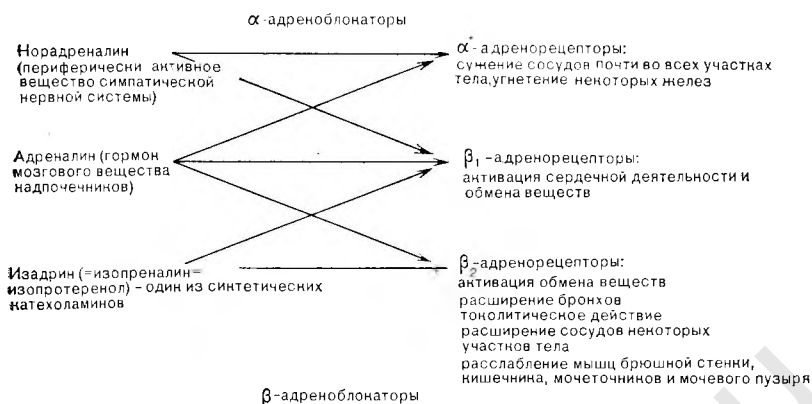 α-адреноблокаторы
Норадреналин
(периферически активное
вещество симпатической
нервной системы)
α-адренорецепторы:
сужение сосудов почти во всех участках
тела, угнетение некоторых желез
Адреналин (гормон
мозгового вещества
надпочечников)
β₁-адренорецепторы:
активация сердечной деятельности и
обмена веществ
Изадрин (=изопреналин=
изопротеренол) – один из синтетических
катехоламинов
β₂-адренорецепторы:
активация обмена веществ
расширение бронхов
токолитическое действие
расширение сосудов некоторых
участков тела
расслабление мышц брюшной стенки,
кишечника, мочеточников и мочевого пузыря
β-адреноблокаторы